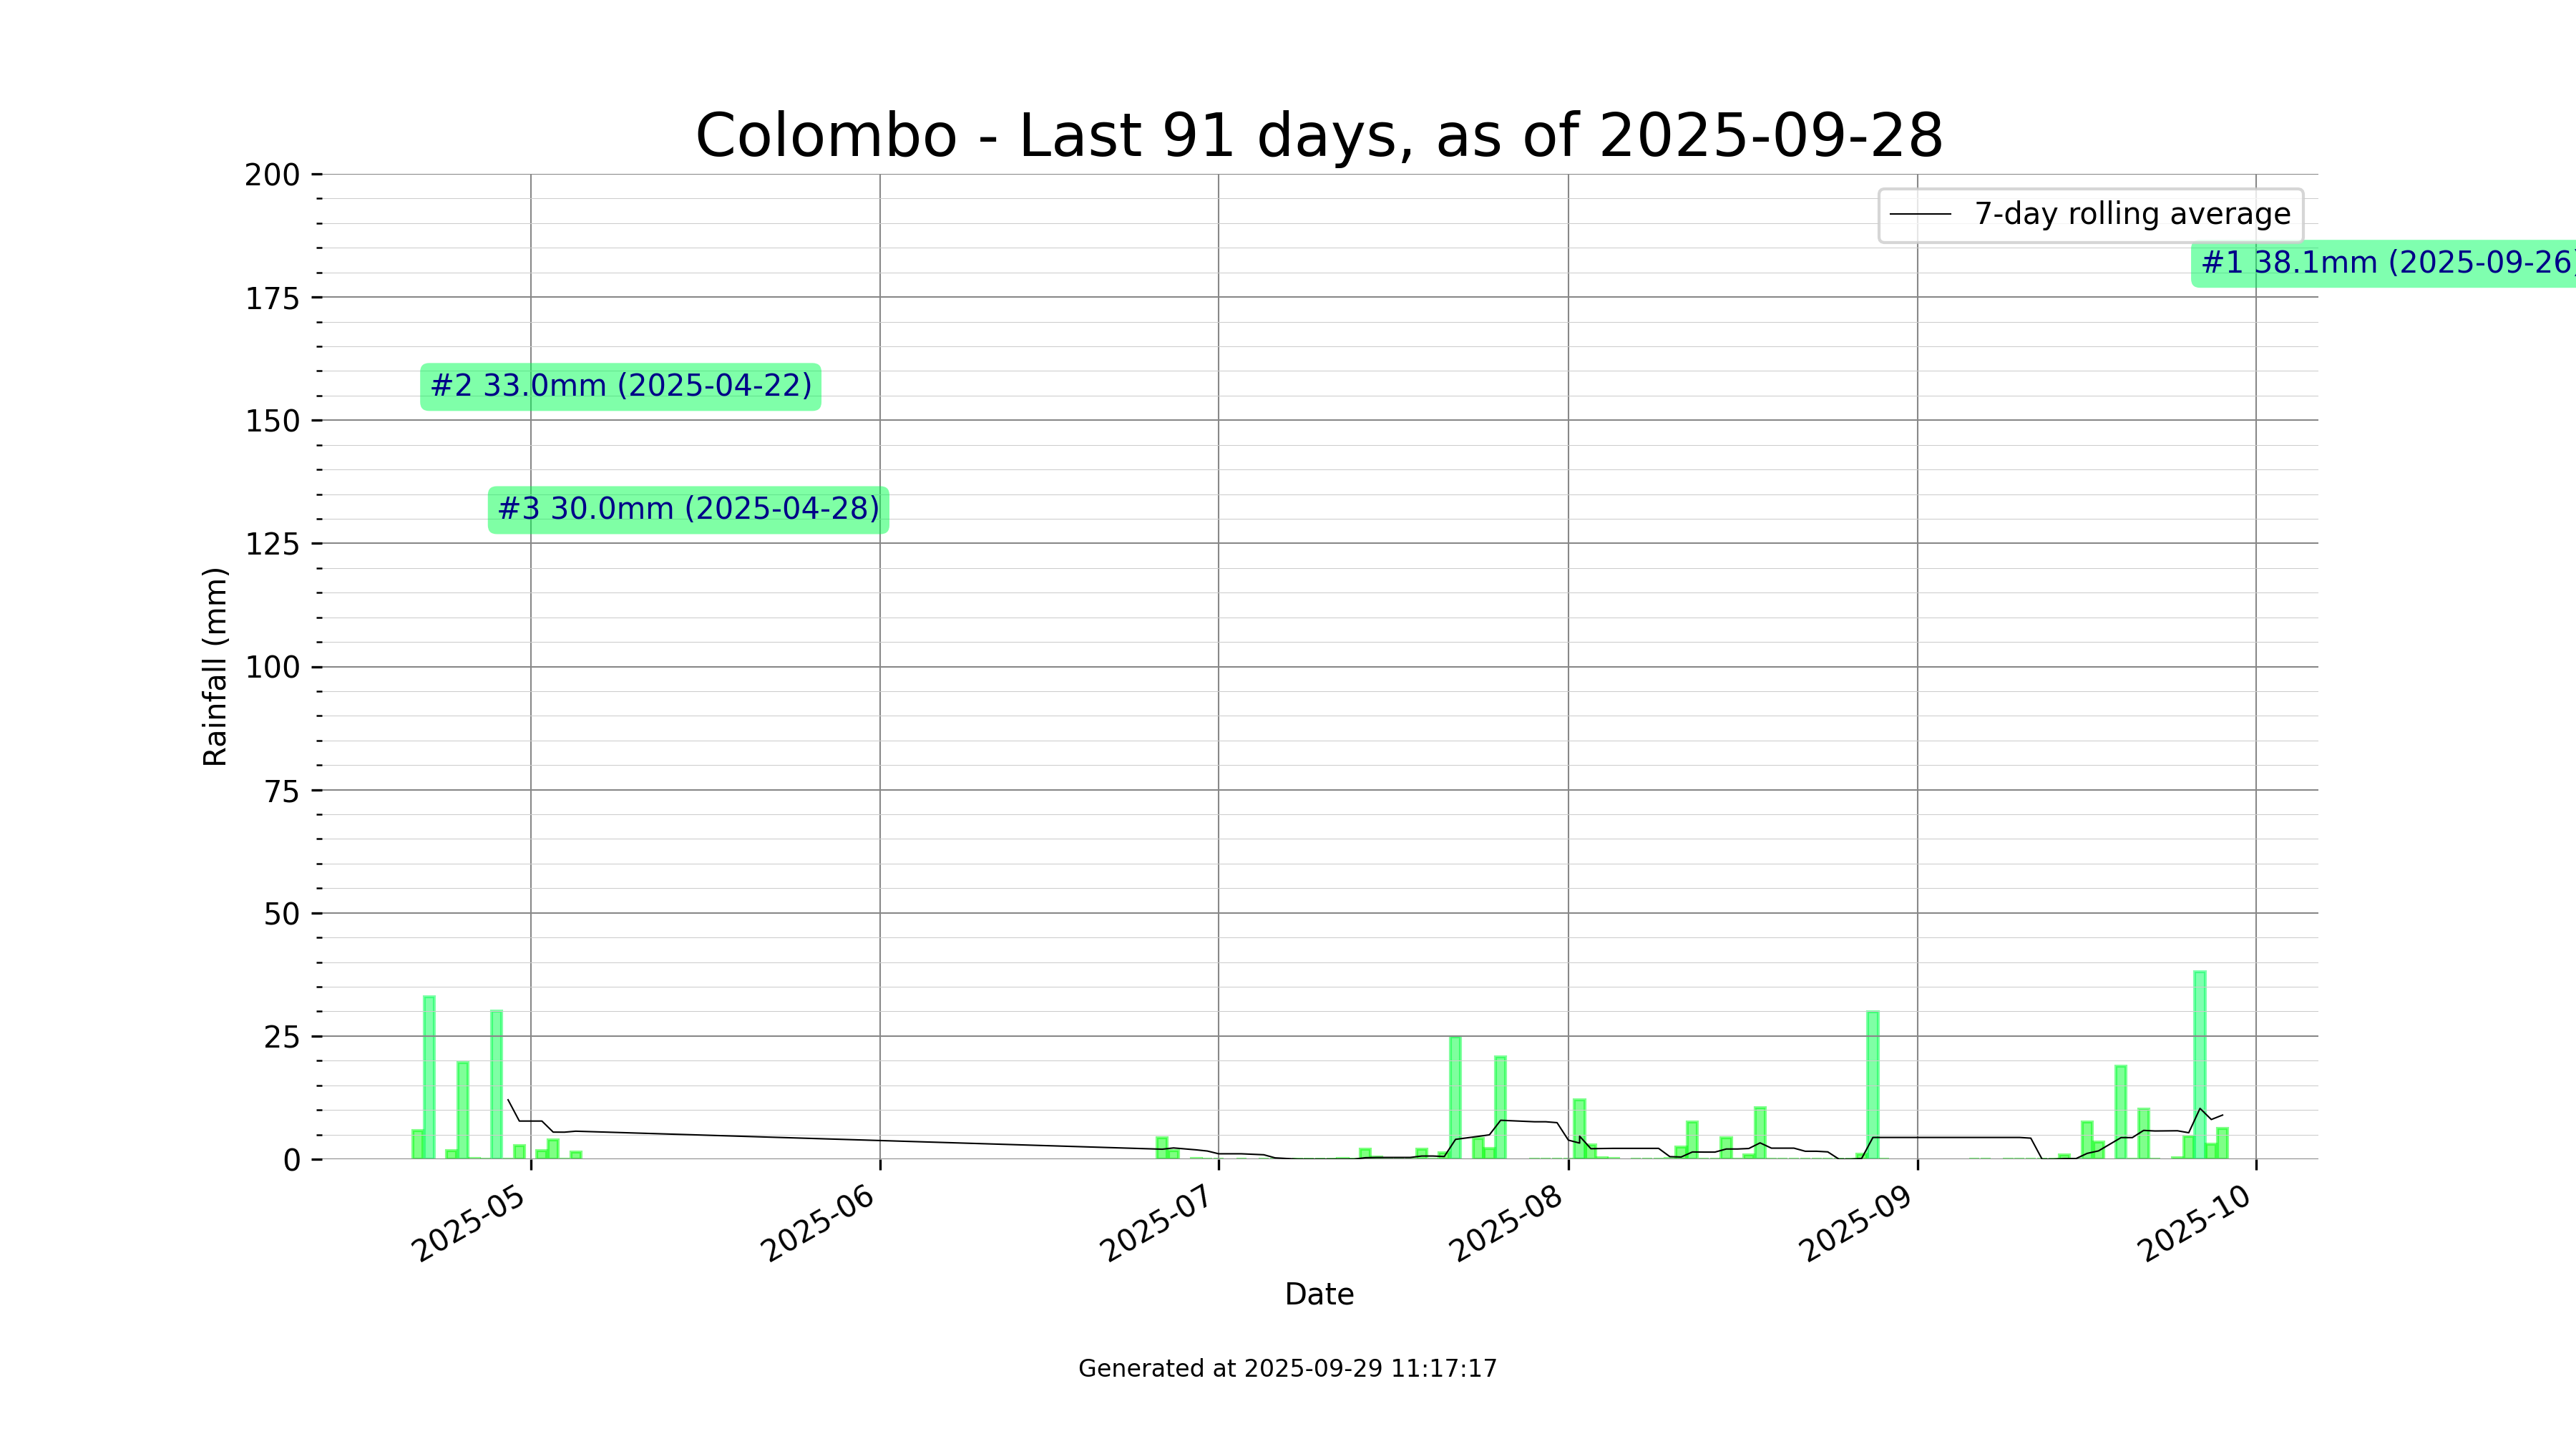 Colombo - Last 91 days, as of 2025-09-28
200
175
150
125
100
75
50
25
0
Rainfall (mm)
7-day rolling average
#1 38.1mm (2025-09-26)
#2 33.0mm (2025-04-22)
#3 30.0mm (2025-04-28)
2025-05
2025-06
2025-07
2025-08
2025-09
2025-10
Date
Generated at 2025-09-29 11:17:17